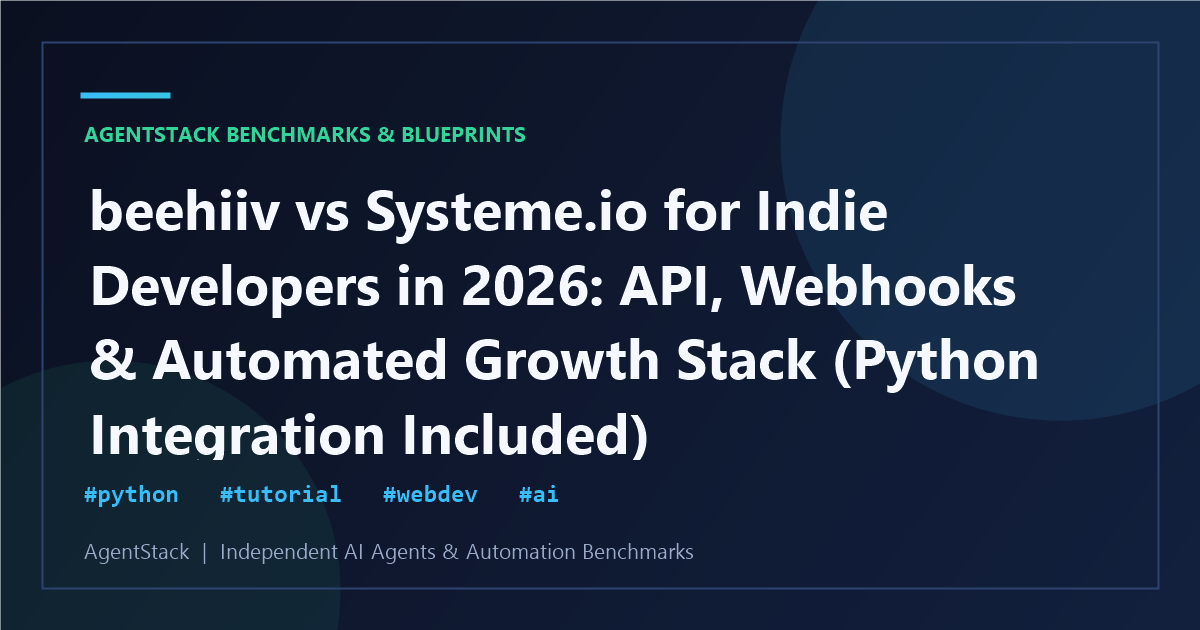 AGENTSTACK BENCHMARKS & BLUEPRINTS
beehiiv vs Systeme.io for Indie
Developers in 2026: API, Webhooks
& Automated Growth Stack (Python
Integration Included)
#python #tutorial #webdev #ai
AgentStack | Independent AI Agents & Automation Benchmarks